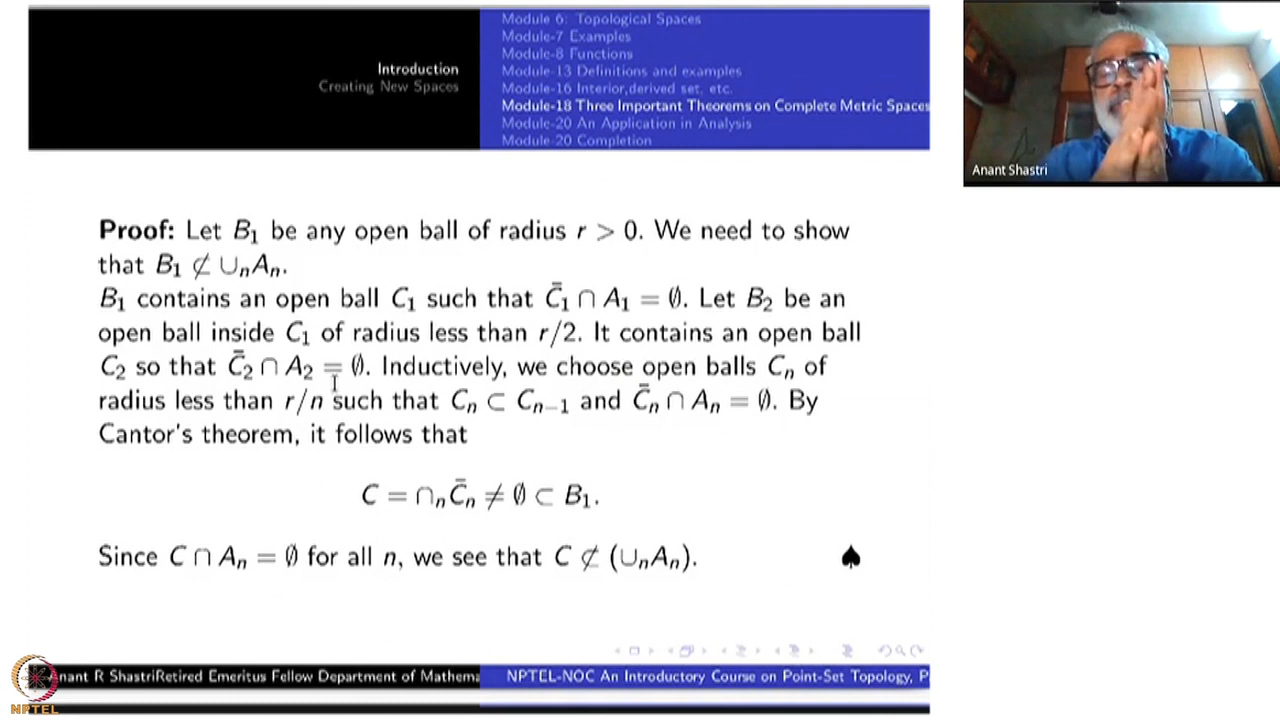 Introduction
Creating New Spaces
Module 6: Topological Spaces
Module-7 Examples
Module-8 Functions
Module-13 Definitions and examples
Module-16 Interior,derived set, etc.
Module-18 Three Important Theorems on Complete Metric Spaces
Module-20 An Application in Analysis
Module-20 Completion
Anant Shastri
Proof: Let B₁ be any open ball of radius r > 0. We need to show
that B₁ ⊄ ∪ₙAₙ.
B₁ contains an open ball C₁ such that C̄₁ ∩ A₁ = ∅. Let B₂ be an
open ball inside C₁ of radius less than r/2. It contains an open ball
C₂ so that C̄₂ ∩ A₂ = ∅. Inductively, we choose open balls Cₙ of
radius less than r/n such that Cₙ ⊂ Cₙ₋₁ and C̄ₙ ∩ Aₙ = ∅. By
Cantor's theorem, it follows that
C = ∩ₙC̄ₙ ≠ ∅ ⊂ B₁.
Since C ∩ Aₙ = ∅ for all n, we see that C ⊄ (∪ₙAₙ). ♠
nant R ShastriRetired Emeritus Fellow Department of Mathema
NPTEL-NOC An Introductory Course on Point-Set Topology, P
NPTEL